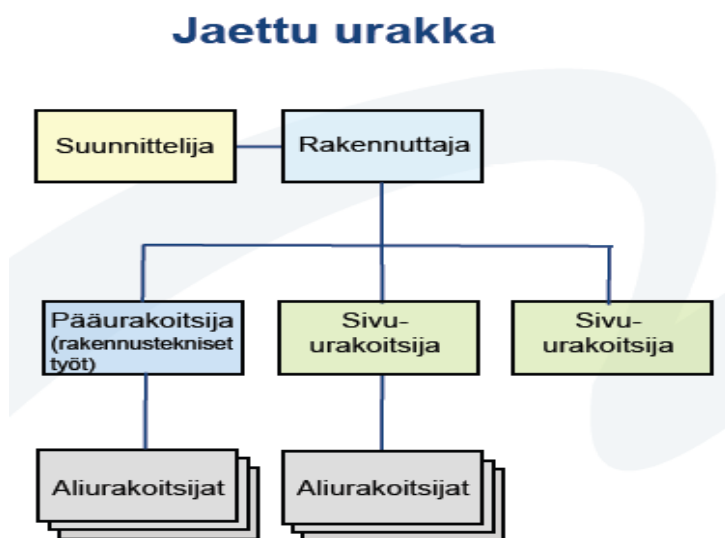 Jaettu urakka
Suunnittelija
Rakennuttaja
Pääurakoitsija
(rakennustekniset
työt)
Sivu-
urakoitsija
Sivu-
urakoitsija
Aliurakoitsijat
Aliurakoitsijat